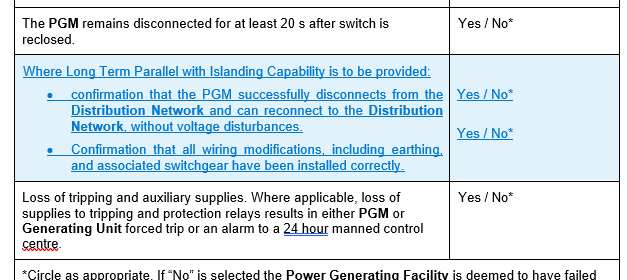 The PGM remains disconnected for at least 20 s after switch is
reclosed.
Yes / No*
Where Long Term Parallel with Islanding Capability is to be provided:
• confirmation that the PGM successfully disconnects from the
Distribution Network and can reconnect to the Distribution
Network, without voltage disturbances.
Yes / No*
• Confirmation that all wiring modifications, including earthing,
and associated switchgear have been installed correctly.
Yes / No*
Loss of tripping and auxiliary supplies. Where applicable, loss of
supplies to tripping and protection relays results in either PGM or
Generating Unit forced trip or an alarm to a 24 hour manned control
centre.
Yes / No*
*Circle as appropriate. If “No” is selected the Power Generating Facility is deemed to have failed